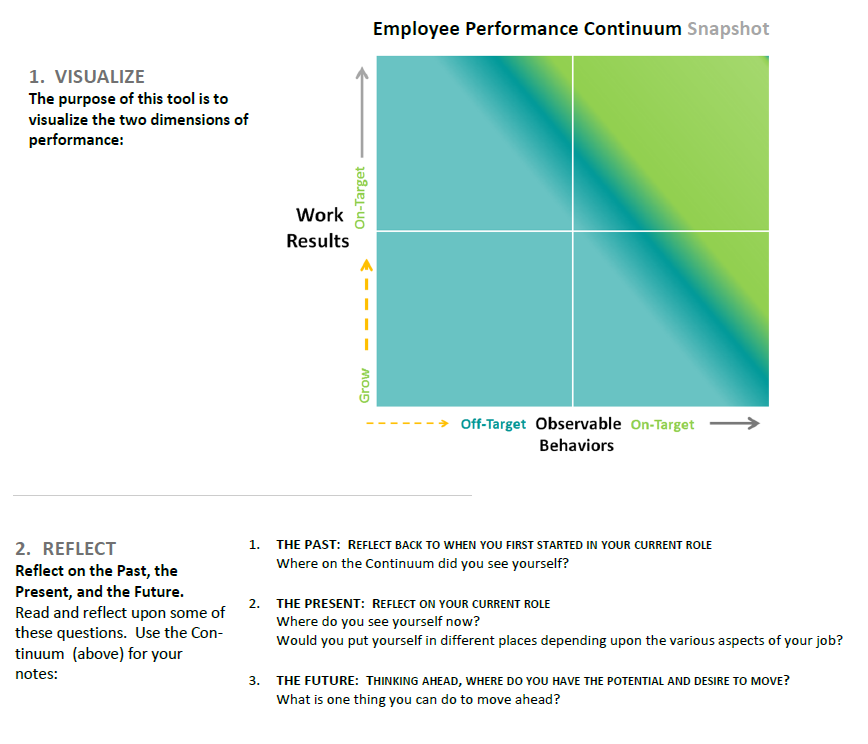 Employee Performance Continuum Snapshot
1. VISUALIZE
The purpose of this tool is to
visualize the two dimensions of
performance:
On-Target
Work
Results
Grow
Off-Target Observable On-Target
Behaviors
2. REFLECT
Reflect on the Past, the
Present, and the Future.
Read and reflect upon some of
these questions. Use the Con-
tinuum (above) for your
notes:
1. THE PAST: REFLECT BACK TO WHEN YOU FIRST STARTED IN YOUR CURRENT ROLE
Where on the Continuum did you see yourself?
2. THE PRESENT: REFLECT ON YOUR CURRENT ROLE
Where do you see yourself now?
Would you put yourself in different places depending upon the various aspects of your job?
3. THE FUTURE: THINKING AHEAD, WHERE DO YOU HAVE THE POTENTIAL AND DESIRE TO MOVE?
What is one thing you can do to move ahead?